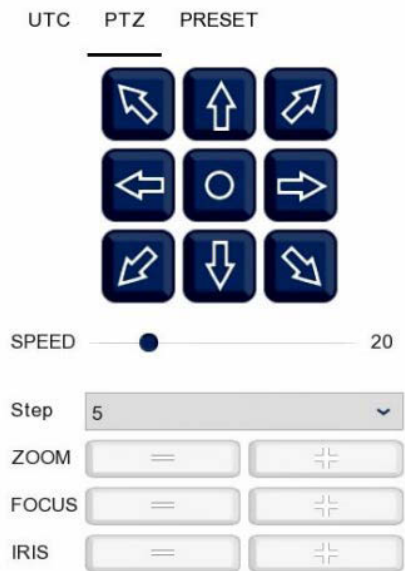 UTC PTZ PRESET
SPEED 20
Step 5
ZOOM
FOCUS
IRIS